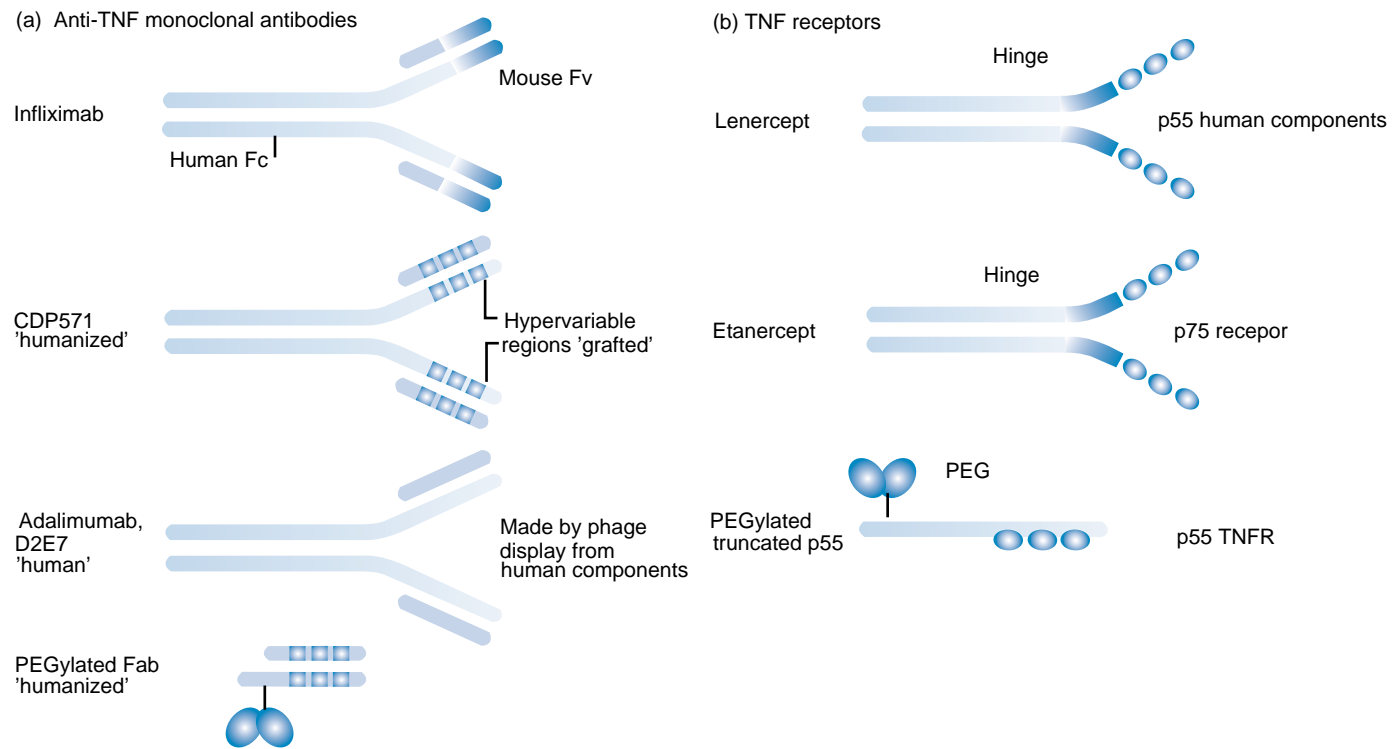 (a) Anti-TNF monoclonal antibodies
Infliximab
Mouse Fv
Human Fc
CDP571
’humanized’
Hypervariable
regions ’grafted’
Adalimumab,
D2E7
’human’
Made by phage
display from
human components
PEGylated Fab
’humanized’
(b) TNF receptors
Hinge
Lenercept
p55 human components
Hinge
Etanercept
p75 recepor
PEG
PEGylated
truncated p55
p55 TNFR